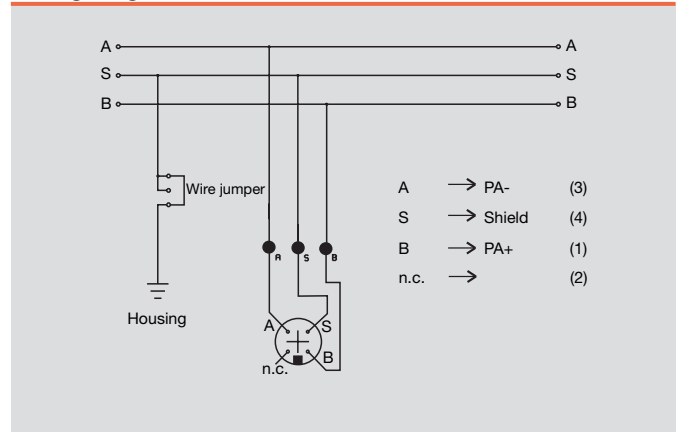 A A
S S
B B
Wire jumper
A → PA- (3)
S → Shield (4)
B → PA+ (1)
n.c. → (2)
A S B
Housing
A S
n.c. B